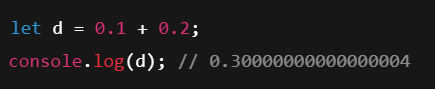 let d = 0.1 + 0.2;
console.log(d); // 0.30000000000000004